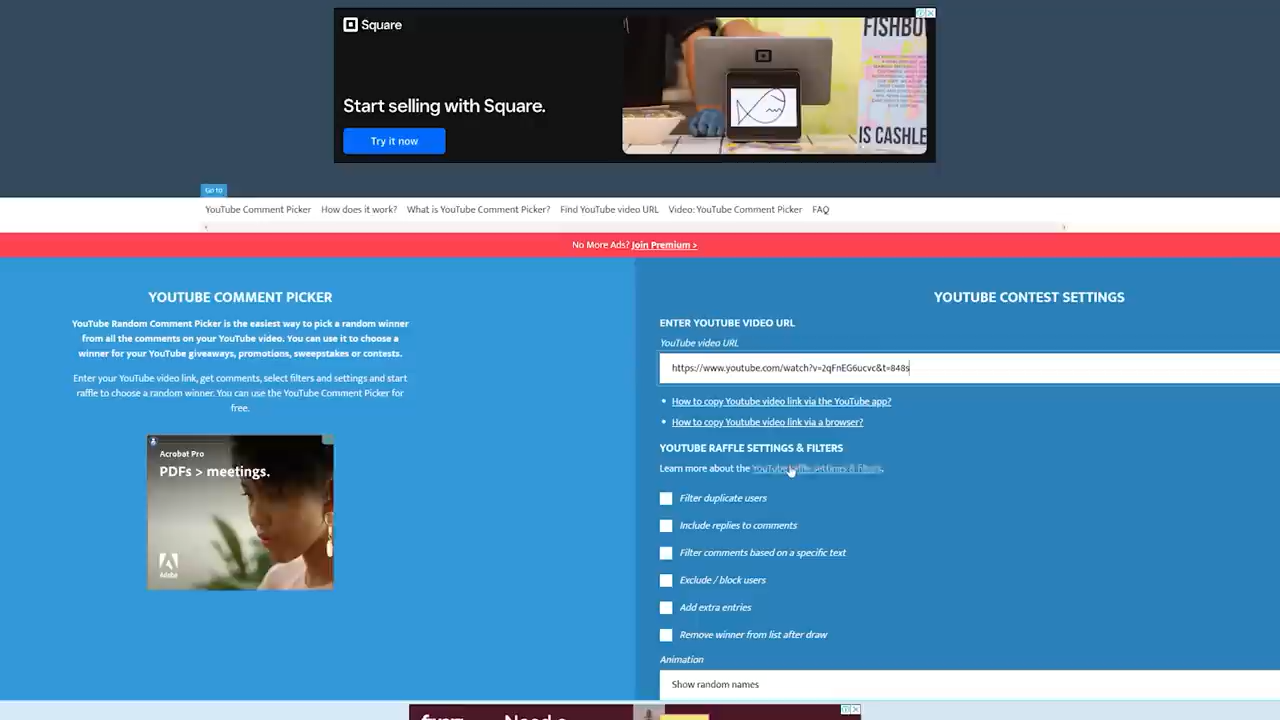 Square
Start selling with Square.
Try it now
FISHBO
IS CASHLE
Go to
YouTube Comment Picker How does it work? What is YouTube Comment Picker? Find YouTube video URL Video: YouTube Comment Picker FAQ
No More Ads? Join Premium >
YOUTUBE COMMENT PICKER
YouTube Random Comment Picker is the easiest way to pick a random winner
from all the comments on your YouTube video. You can use it to choose a
winner for your YouTube giveaways, promotions, sweepstakes or contests.
Enter your YouTube video link, get comments, select filters and settings and start
raffle to choose a random winner. You can use the YouTube Comment Picker for
free.
Acrobat Pro
PDFs > meetings.
Adobe
YOUTUBE CONTEST SETTINGS
ENTER YOUTUBE VIDEO URL
YouTube video URL
https://www.youtube.com/watch?v=2qFnEG6ucvc&t=848s
• How to copy Youtube video link via the YouTube app?
• How to copy Youtube video link via a browser?
YOUTUBE RAFFLE SETTINGS & FILTERS
Learn more about the YouTube raffle settings & filters.
Filter duplicate users
Include replies to comments
Filter comments based on a specific text
Exclude / block users
Add extra entries
Remove winner from list after draw
Animation
Show random names
Need a